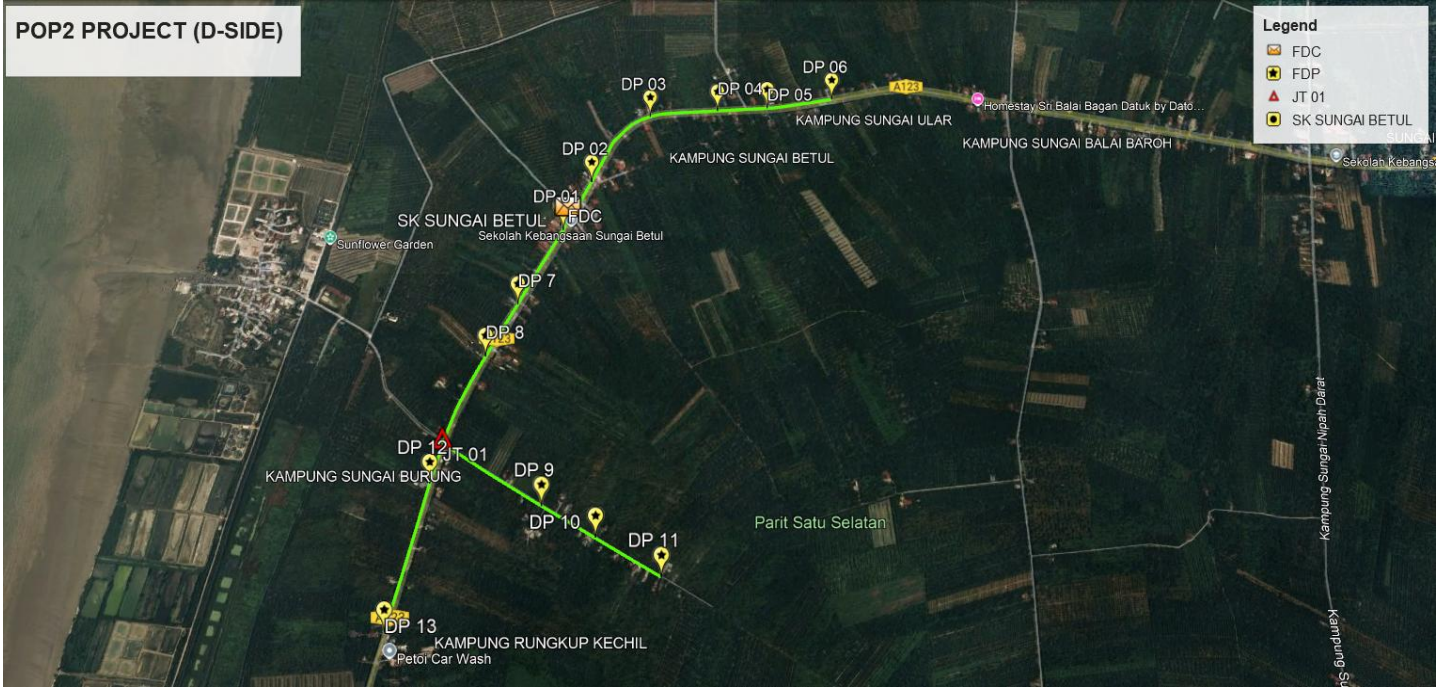 POP2 PROJECT (D-SIDE)
Legend
FDC
FDP
JT 01
SK SUNGAI BETUL
DP 06
DP 03
DP 04
DP 05
A123
Homestay Sri Balai Bagan Datuk by Dato...
KAMPUNG SUNGAI ULAR
KAMPUNG SUNGAI BALAI BAROH
SUNGAI
Sekolah Kebangsa
DP 02
KAMPUNG SUNGAI BETUL
DP 01
SK SUNGAI BETUL
FDC
Sekolah Kebangsaan Sungai Betul
Sunflower Garden
DP 7
DP 8
DP 12
JT 01
KAMPUNG SUNGAI BURUNG
DP 9
DP 10
Parit Satu Selatan
DP 11
Kampung Sungai Nipah Darat
DP 13
KAMPUNG RUNGKUP KECHIL
Petoi Car Wash
Kampung Su